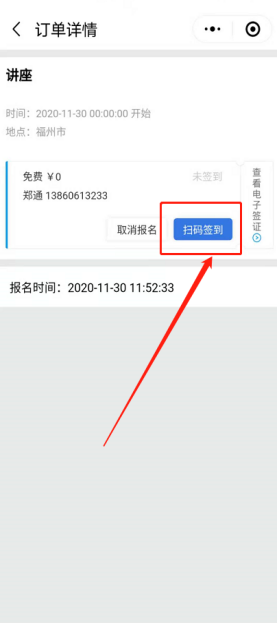 订单详情
讲座
时间：2020-11-30 00:00:00 开始
地点：福州市
免费 ￥0
未签到
郑通 13860613233
取消报名
扫码签到
查看电子签证
报名时间：2020-11-30 11:52:33